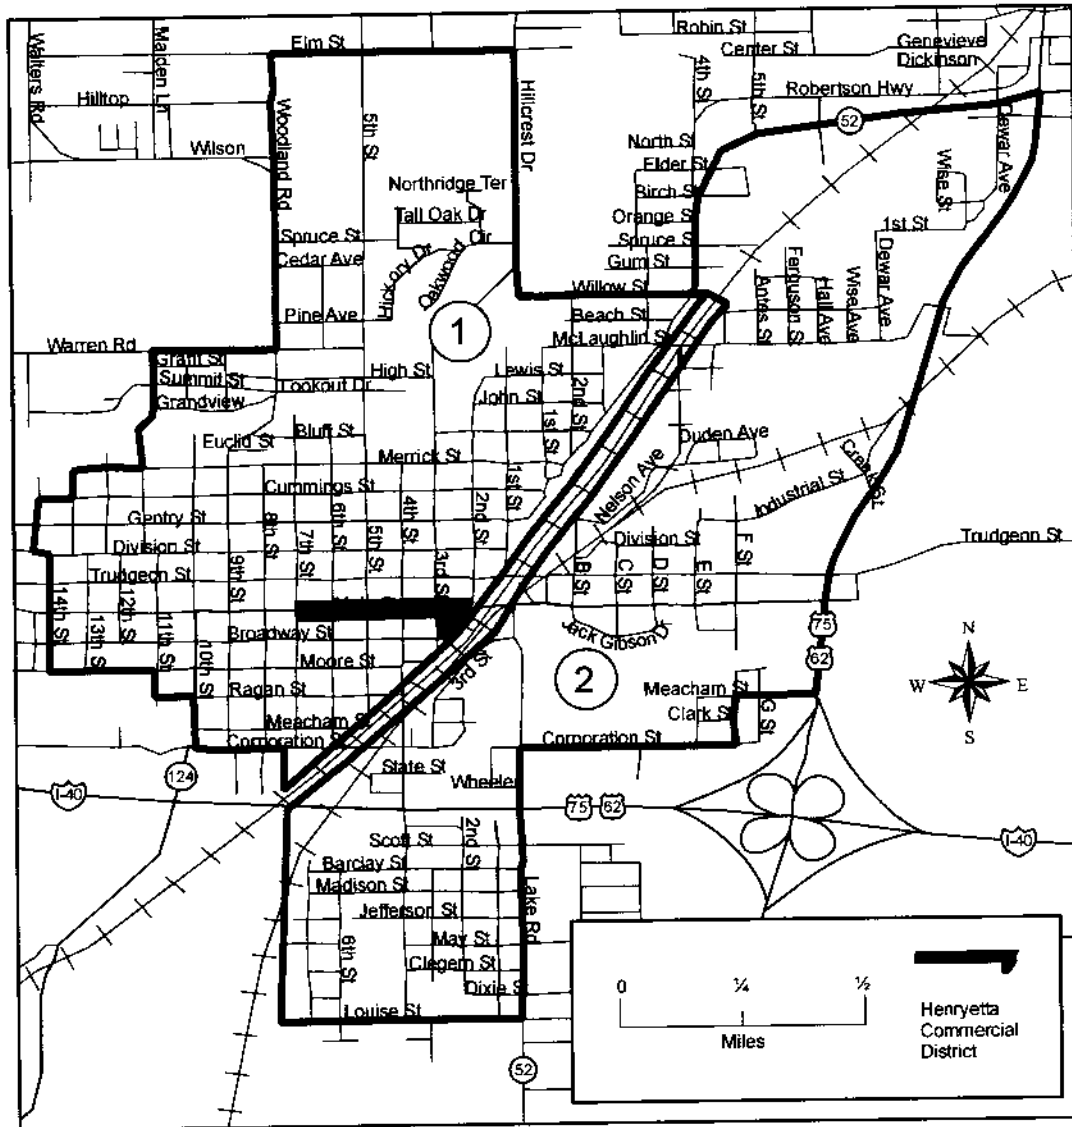 Elm St
Robin St
Center St
Genevieve
Dickinson
Walters Rd
Maiden Ln
Hilltop
Wilson
Woodland Rd
5th St
Hillcrest Dr
4th St
5th St
Robertson Hwy
52
North St
Elder St
Birch St
Orange S
Spruce S
Gum St
Willow St
Beach St
McLaughlin St
Dewar Ave
Wise St
1st St
Dewar Ave
Wise Ave
Hall Ave
Ferguson St
Antes St
Northridge Ter
Tall Oak Dr
Spruce St
Cedar Ave
Hickory Dr
Oakwood Cir
Pine Ave
1
Warren Rd
Grant St
Summit St
Grandview
Lookout Dr
High St
Lewis St
John St
2nd St
1st St
Euclid St
Bluff St
Merrick St
Cummings St
Gentry St
Division St
Trudgeon St
1st St
2nd St
3rd S
4th St
5th St
6th St
7th St
8th St
9th St
10th S
11th St
12th St
13th S
14th St
Broadway St
Moore St
Ragan St
Meacham St
Corporation S
State St
Wheeler
3rd St
Duden Ave
Nelson Ave
Industrial St
Crabb St
Division St
B St
C St
D St
E St
F St
Trudgeon St
Jack Gibson D
75
62
2
Meacham St
Clark St
G St
Corporation St
N
W
E
S
124
I-40
75
62
I-40
Scott St
Barclay St
Madison St
Jefferson St
May St
Clegern St
Dixie S
Louise St
2nd St
6th St
Lake Rd
52
0
¼
½
Miles
Henryetta
Commercial
District